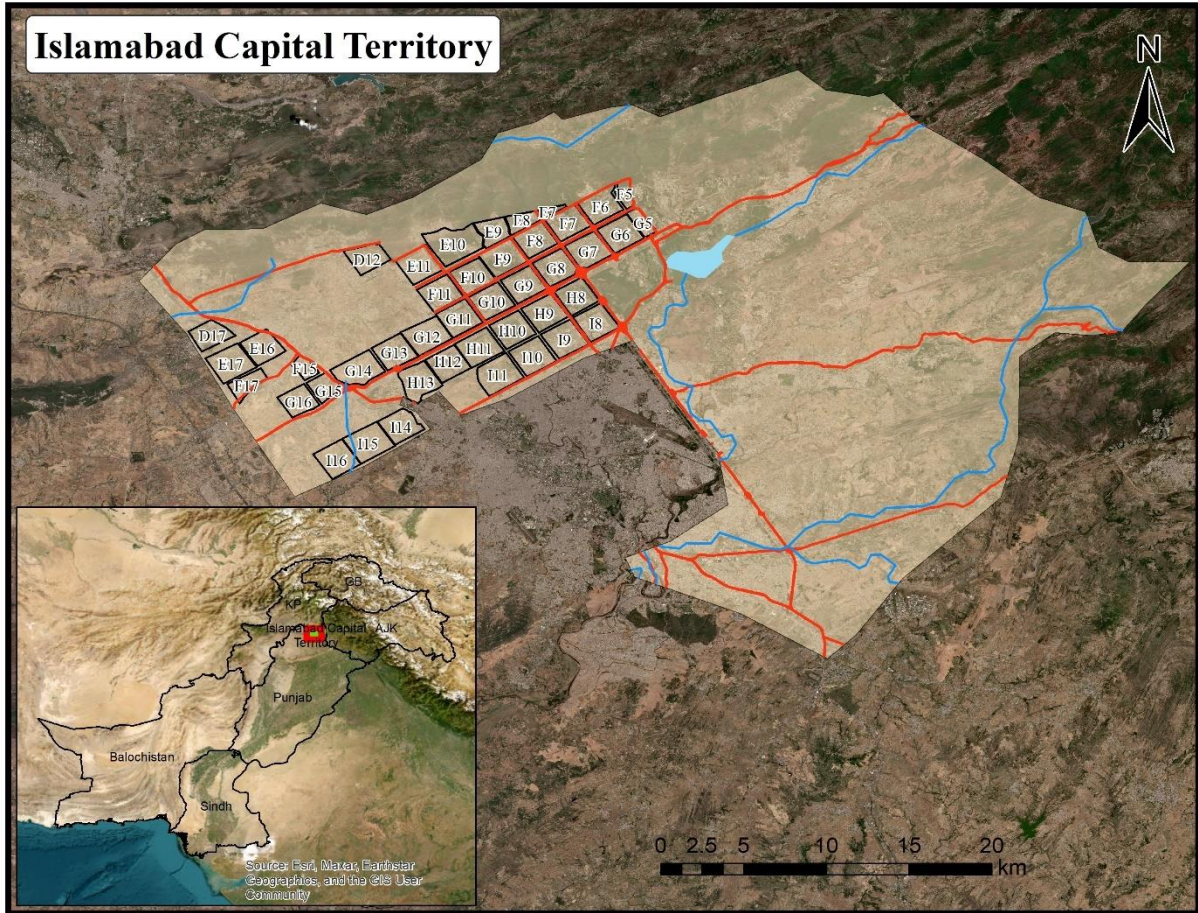 Islamabad Capital Territory
N
F5
E7
F6
E8
F7
G5
E9
F8
G6
E10
F9
G7
D12
E11
F10
G8
F11
G9
H8
G10
H9
I8
G11
H10
I9
D17
E16
G12
H11
I10
G13
H12
I11
E17
F15
G14
H13
F17
G15
G16
I14
I15
I16
GB
KP
Islamabad Capital
Territory
AJK
Punjab
Balochistan
Sindh
Source: Esri, Maxar, Earthstar
Geographics, and the GIS User
Community
0 2.5 5 10 15 20
km